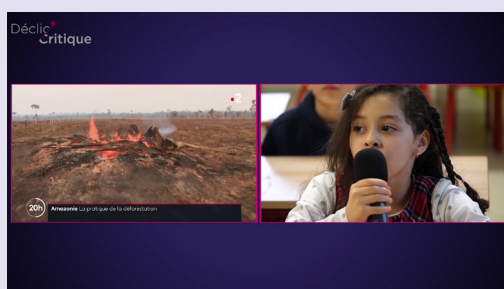 Déclic
Critique
2
20h
Amazonie La pratique de la déforestation